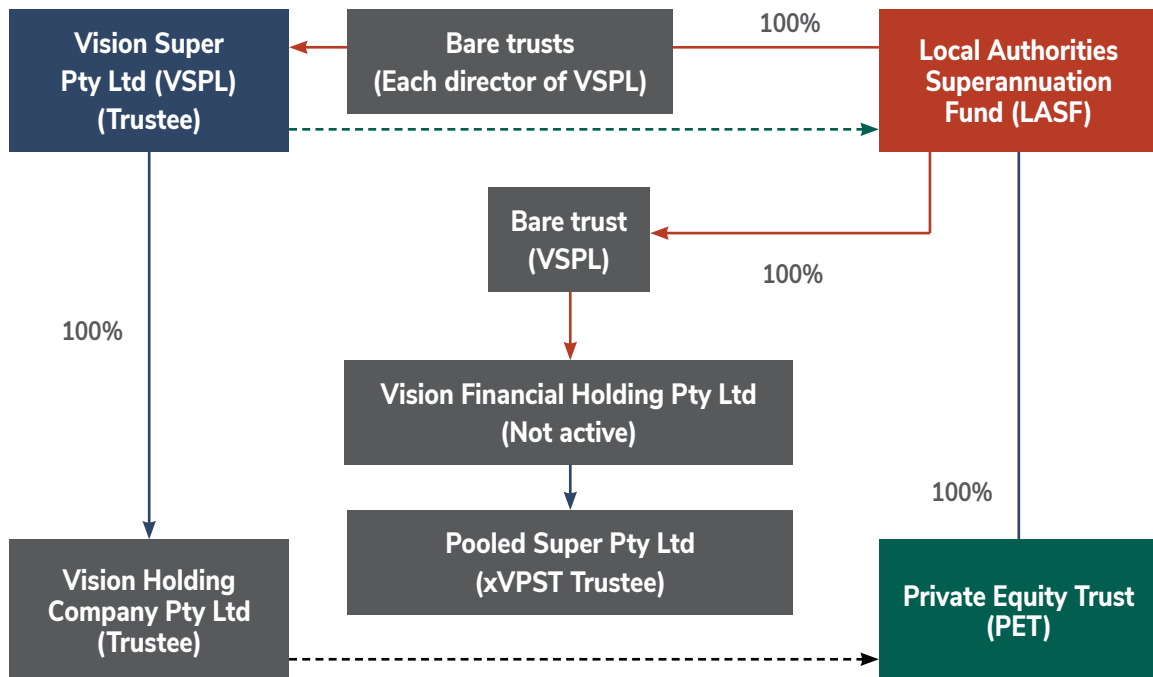 Vision Super
Pty Ltd (VSPL)
(Trustee)
Bare trusts
(Each director of VSPL)
100%
Local Authorities
Superannuation
Fund (LASF)
Bare trust
(VSPL)
100%
100%
Vision Financial Holding Pty Ltd
(Not active)
100%
Pooled Super Pty Ltd
(xVPST Trustee)
Vision Holding
Company Pty Ltd
(Trustee)
Private Equity Trust
(PET)